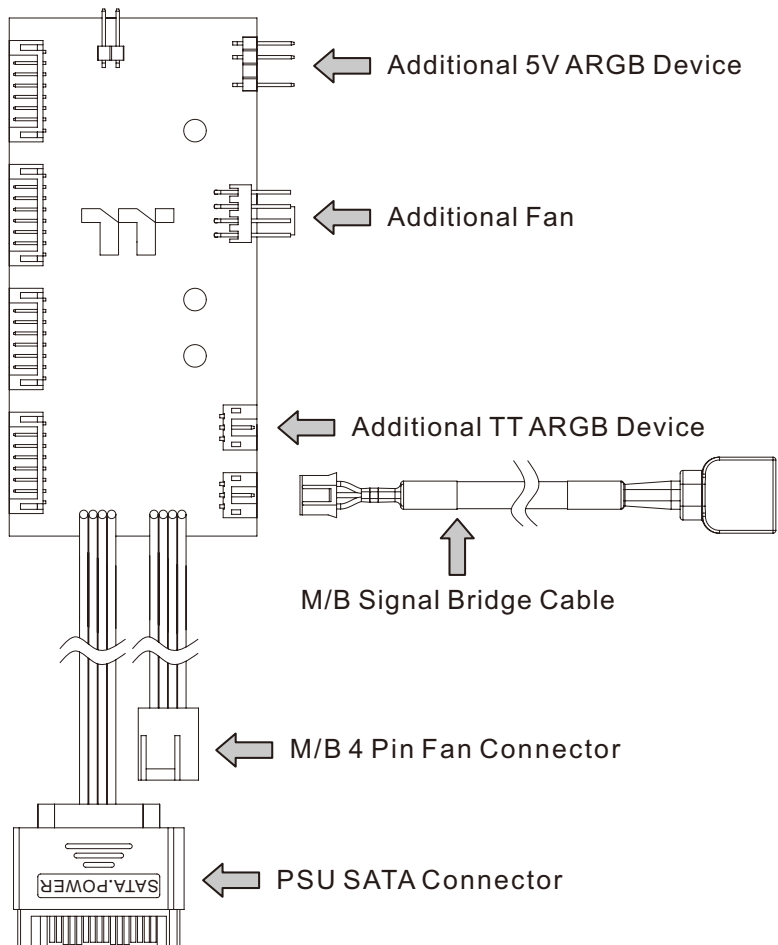 Additional 5V ARGB Device
Additional Fan
Additional TT ARGB Device
M/B Signal Bridge Cable
M/B 4 Pin Fan Connector
PSU SATA Connector
SATA.POWER